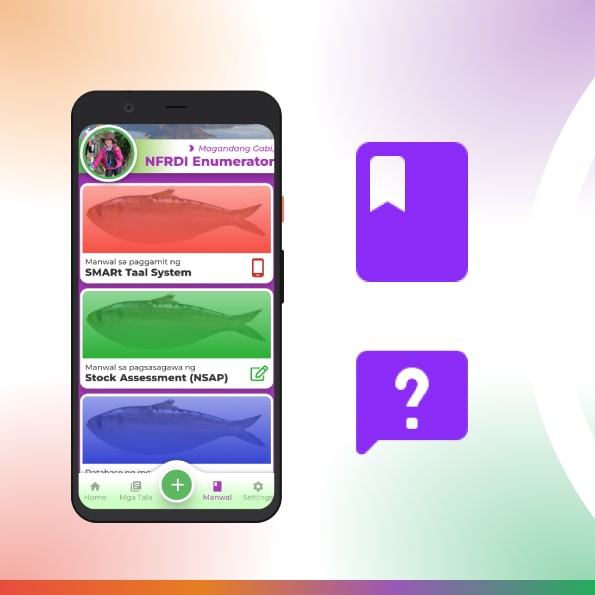 Magandang Gabi,
NFRDI Enumerator
Manwal sa paggamit ng
SMARt Taal System
Manwal sa pagsasagawa ng
Stock Assessment (NSAP)
Database ng mga
Home
Mga Tala
Manwal
Settings
?